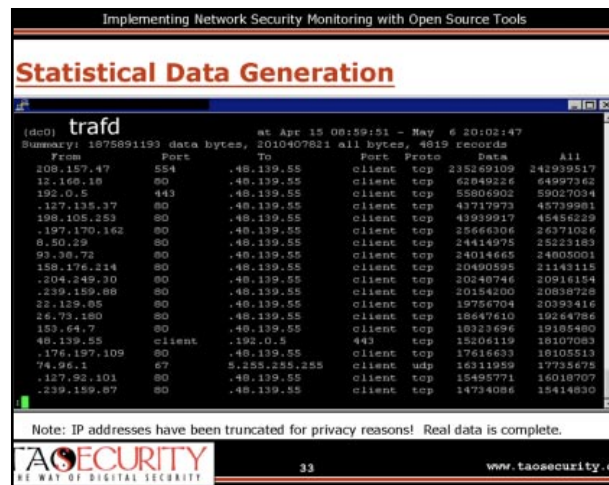 Implementing Network Security Monitoring with Open Source Tools
Statistical Data Generation
trafd
(dc0) at Apr 15 08:59:51 - May 6 20:02:47
Summary: 1875891193 data bytes, 2010407821 all bytes, 4819 records
From Port To Port Proto Data All
208.157.47 554 .48.139.55 client tcp 235269109 242939517
12.168.18 80 .48.139.55 client tcp 62849226 64997362
192.0.5 443 .48.139.55 client tcp 55806902 59027034
.127.135.37 80 .48.139.55 client tcp 43717973 45739981
198.105.253 80 .48.139.55 client tcp 43939917 45456229
.197.170.162 80 .48.139.55 client tcp 25666306 26371026
8.50.29 80 .48.139.55 client tcp 24414975 25223183
93.38.72 80 .48.139.55 client tcp 24014665 24805001
158.176.214 80 .48.139.55 client tcp 20490595 21143115
.204.249.30 80 .48.139.55 client tcp 20248746 20916154
.239.159.88 80 .48.139.55 client tcp 20154200 20838728
22.129.85 80 .48.139.55 client tcp 19756704 20393416
26.73.180 80 .48.139.55 client tcp 18647610 19264786
153.64.7 80 .48.139.55 client tcp 18323696 19185480
48.139.55 client .192.0.5 443 tcp 15206119 18107083
.176.197.109 80 .48.139.55 client tcp 17616633 18105513
74.96.1 67 5.255.255.255 client udp 16311959 17735675
.127.92.101 80 .48.139.55 client tcp 15495771 16018707
.239.159.87 80 .48.139.55 client tcp 14734086 15414830
:
Note: IP addresses have been truncated for privacy reasons! Real data is complete.
TAOSECURITY
HE WAY OF DIGITAL SECURITY
33
www.taosecurity.